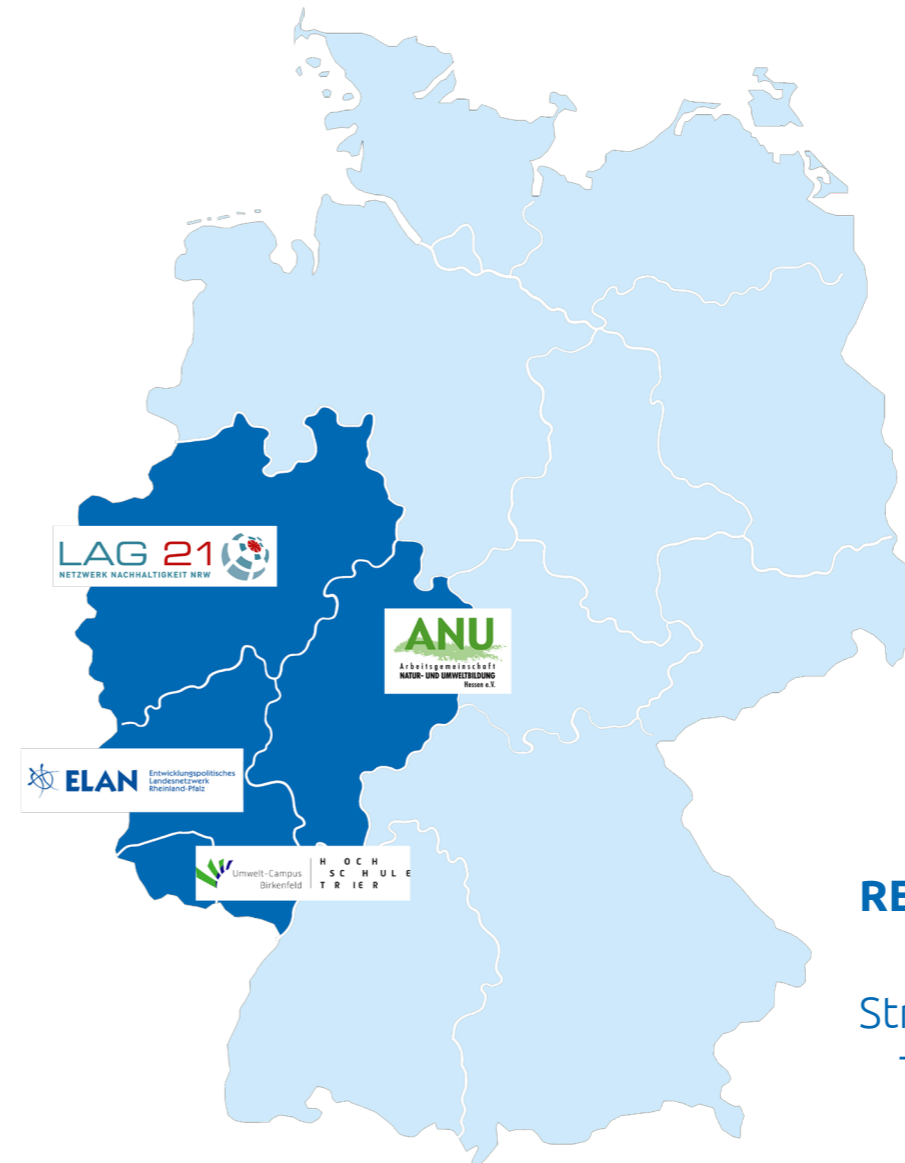 LAG 21
NETZWERK NACHHALTIGKEIT NRW
ANU
Arbeitsgemeinschaft
NATUR- UND UMWELTBILDUNG
Hessen e.V.
ELAN
Entwicklungspolitisches
Landesnetzwerk
Rheinland-Pfalz
Umwelt-Campus
Birkenfeld
HOCH
SCHULE
TRIER
RE
Str